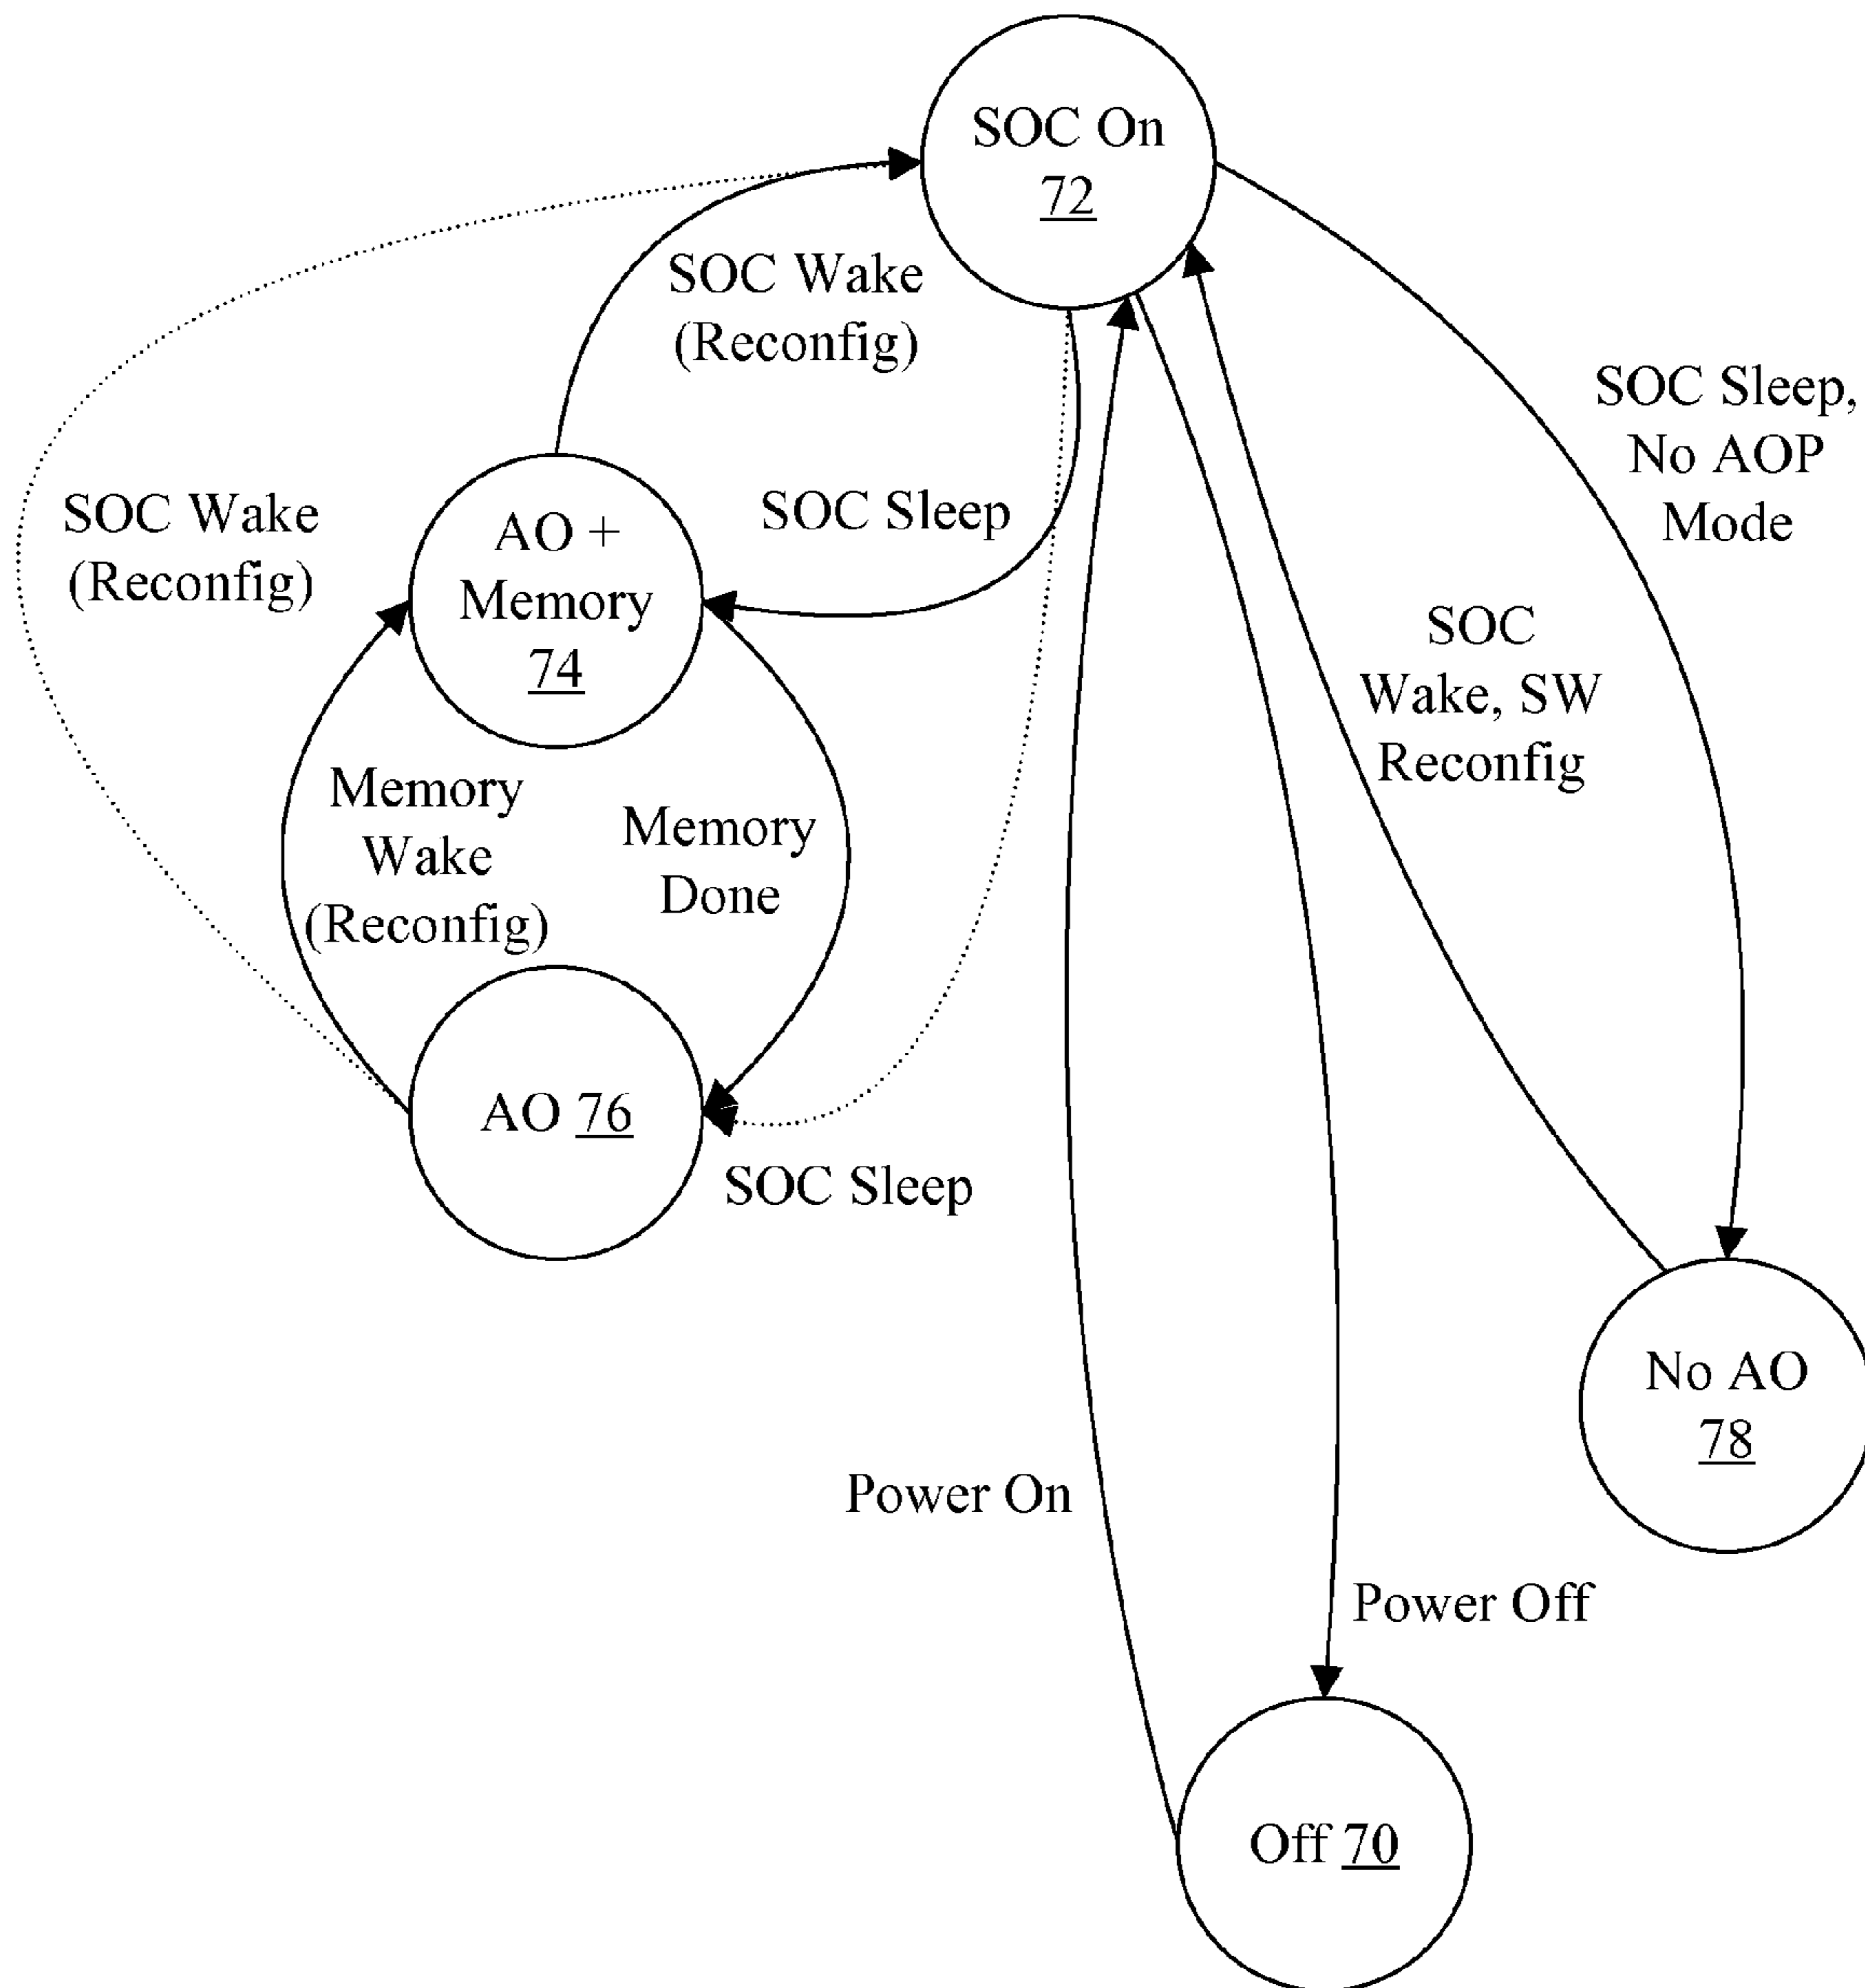 SOC On
72
SOC Wake
(Reconfig)
SOC Sleep,
No AOP
Mode
SOC Wake
(Reconfig)
AO +
Memory
74
SOC Sleep
SOC
Wake, SW
Reconfig
Memory
Wake
(Reconfig)
Memory
Done
AO 76
SOC Sleep
No AO
78
Power On
Power Off
Off 70